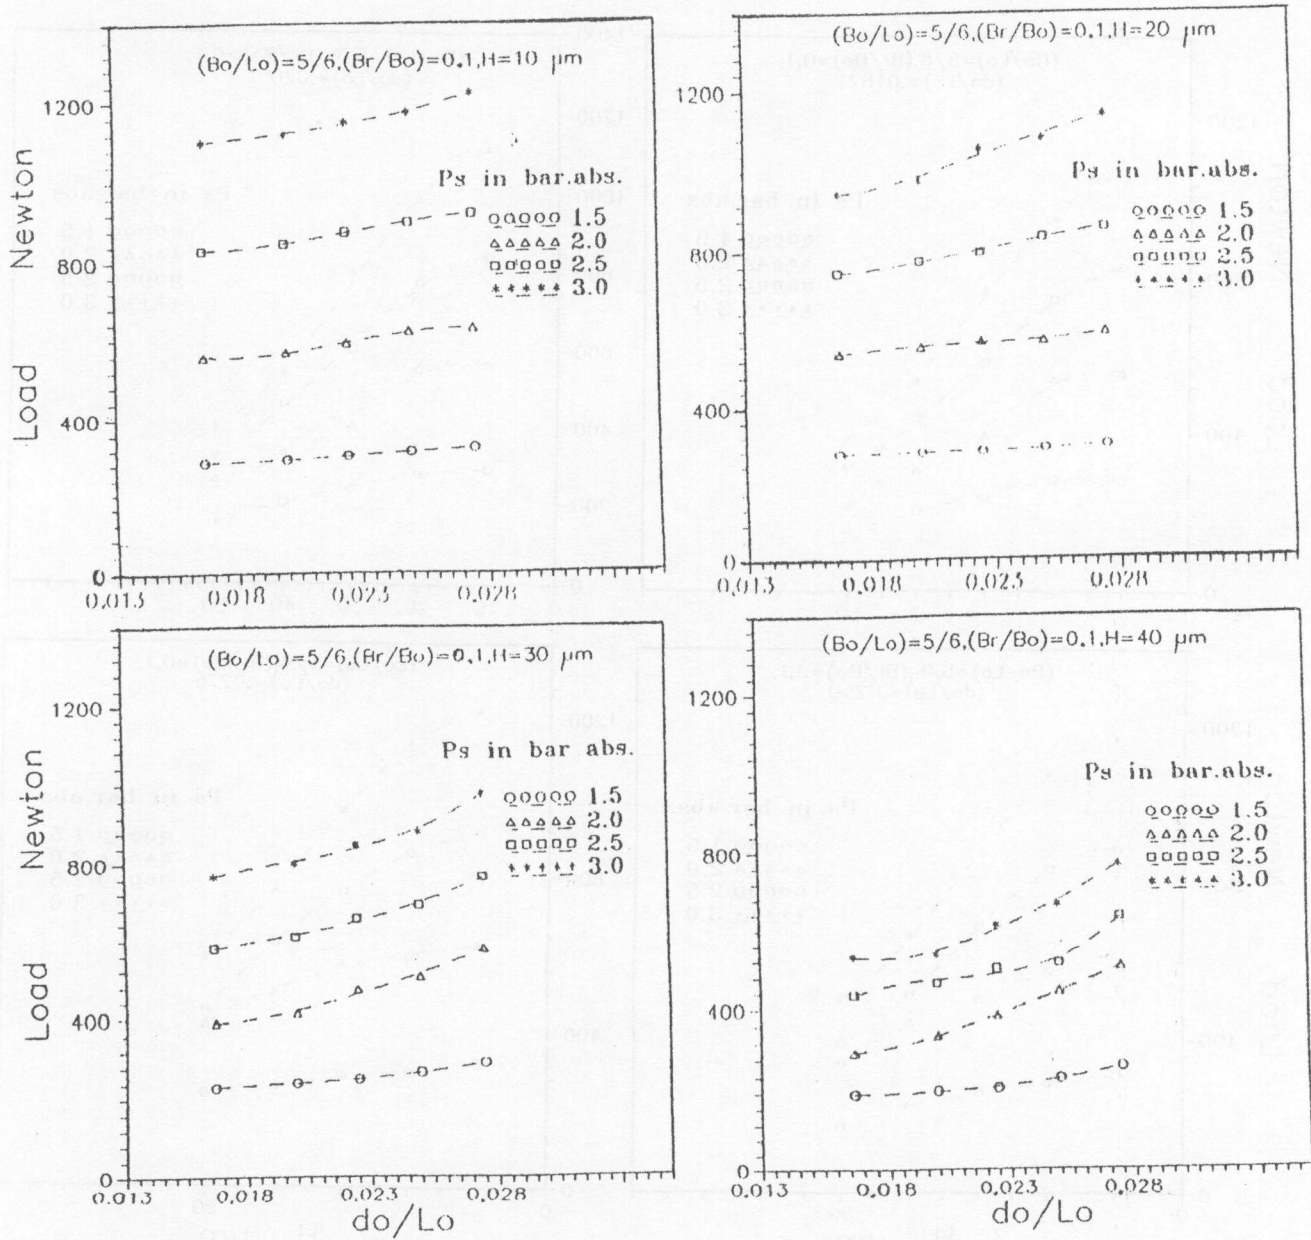 (Bo/Lo)=5/6,(Br/Bo)=0.1,H=10 μm
Ps in bar.abs.
1.5
2.0
2.5
3.0
1200
800
400
0
0.013 0.018 0.023 0.028
Load Newton
(Bo/Lo)=5/6,(Br/Bo)=0.1,H=20 μm
Ps in bar.abs.
1.5
2.0
2.5
3.0
1200
800
400
0
0.013 0.018 0.023 0.028
(Bo/Lo)=5/6,(Br/Bo)=0.1,H=30 μm
Ps in bar abs.
1.5
2.0
2.5
3.0
1200
800
400
0
0.013 0.018 0.023 0.028
Load Newton
do/Lo
(Bo/Lo)=5/6,(Br/Bo)=0.1,H=40 μm
Ps in bar.abs.
1.5
2.0
2.5
3.0
1200
800
400
0
0.013 0.018 0.023 0.028
do/Lo